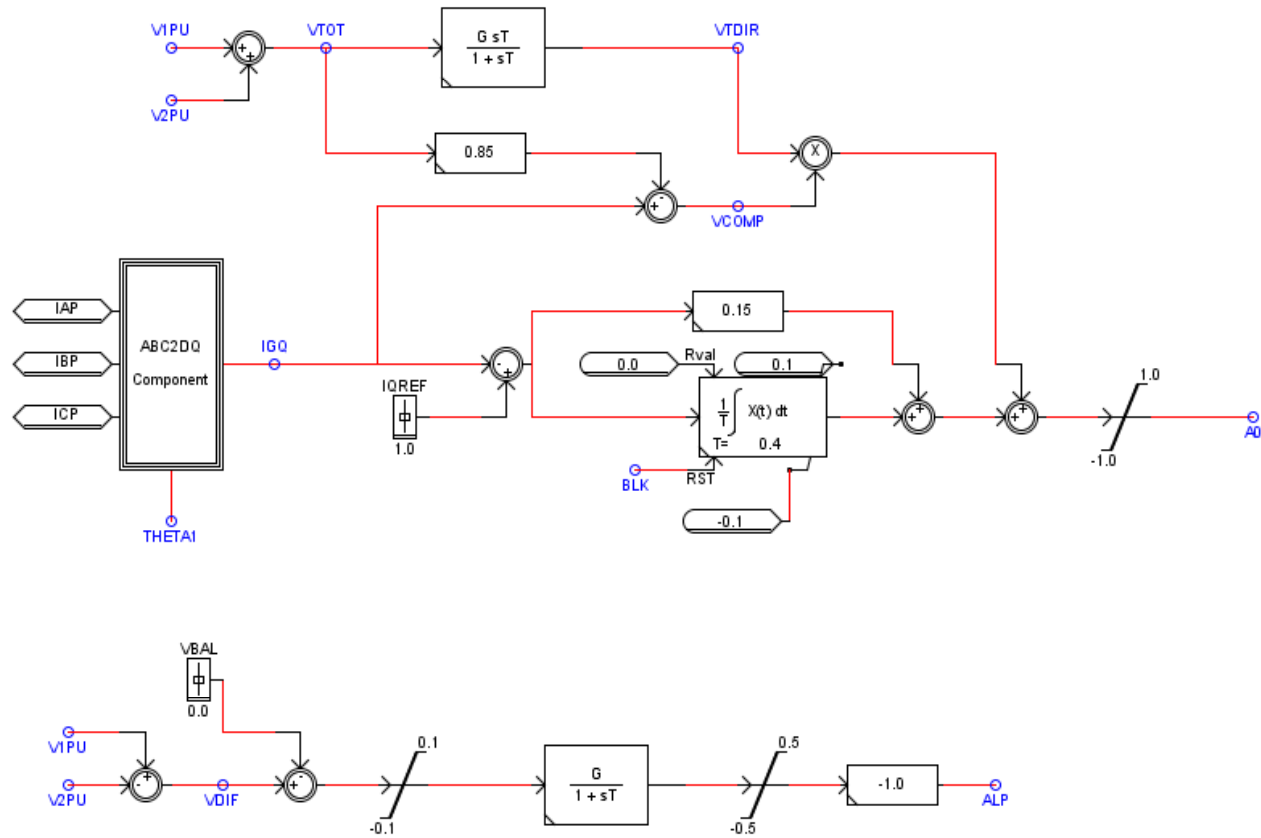 V1PU
VTOT
G sT
1 + sT
VTDIR
V2PU
0.85
X
VCOMP
IAP
IBP
ICP
ABC2DQ
Component
IGQ
THETA1
IQREF
1.0
0.15
0.0
Rval
0.1
1
T
X(t) dt
T=
0.4
BLK
RST
-0.1
1.0
-1.0
A0
VBAL
0.0
V1PU
V2PU
VDIF
0.1
-0.1
G
1 + sT
0.5
-0.5
-1.0
ALP